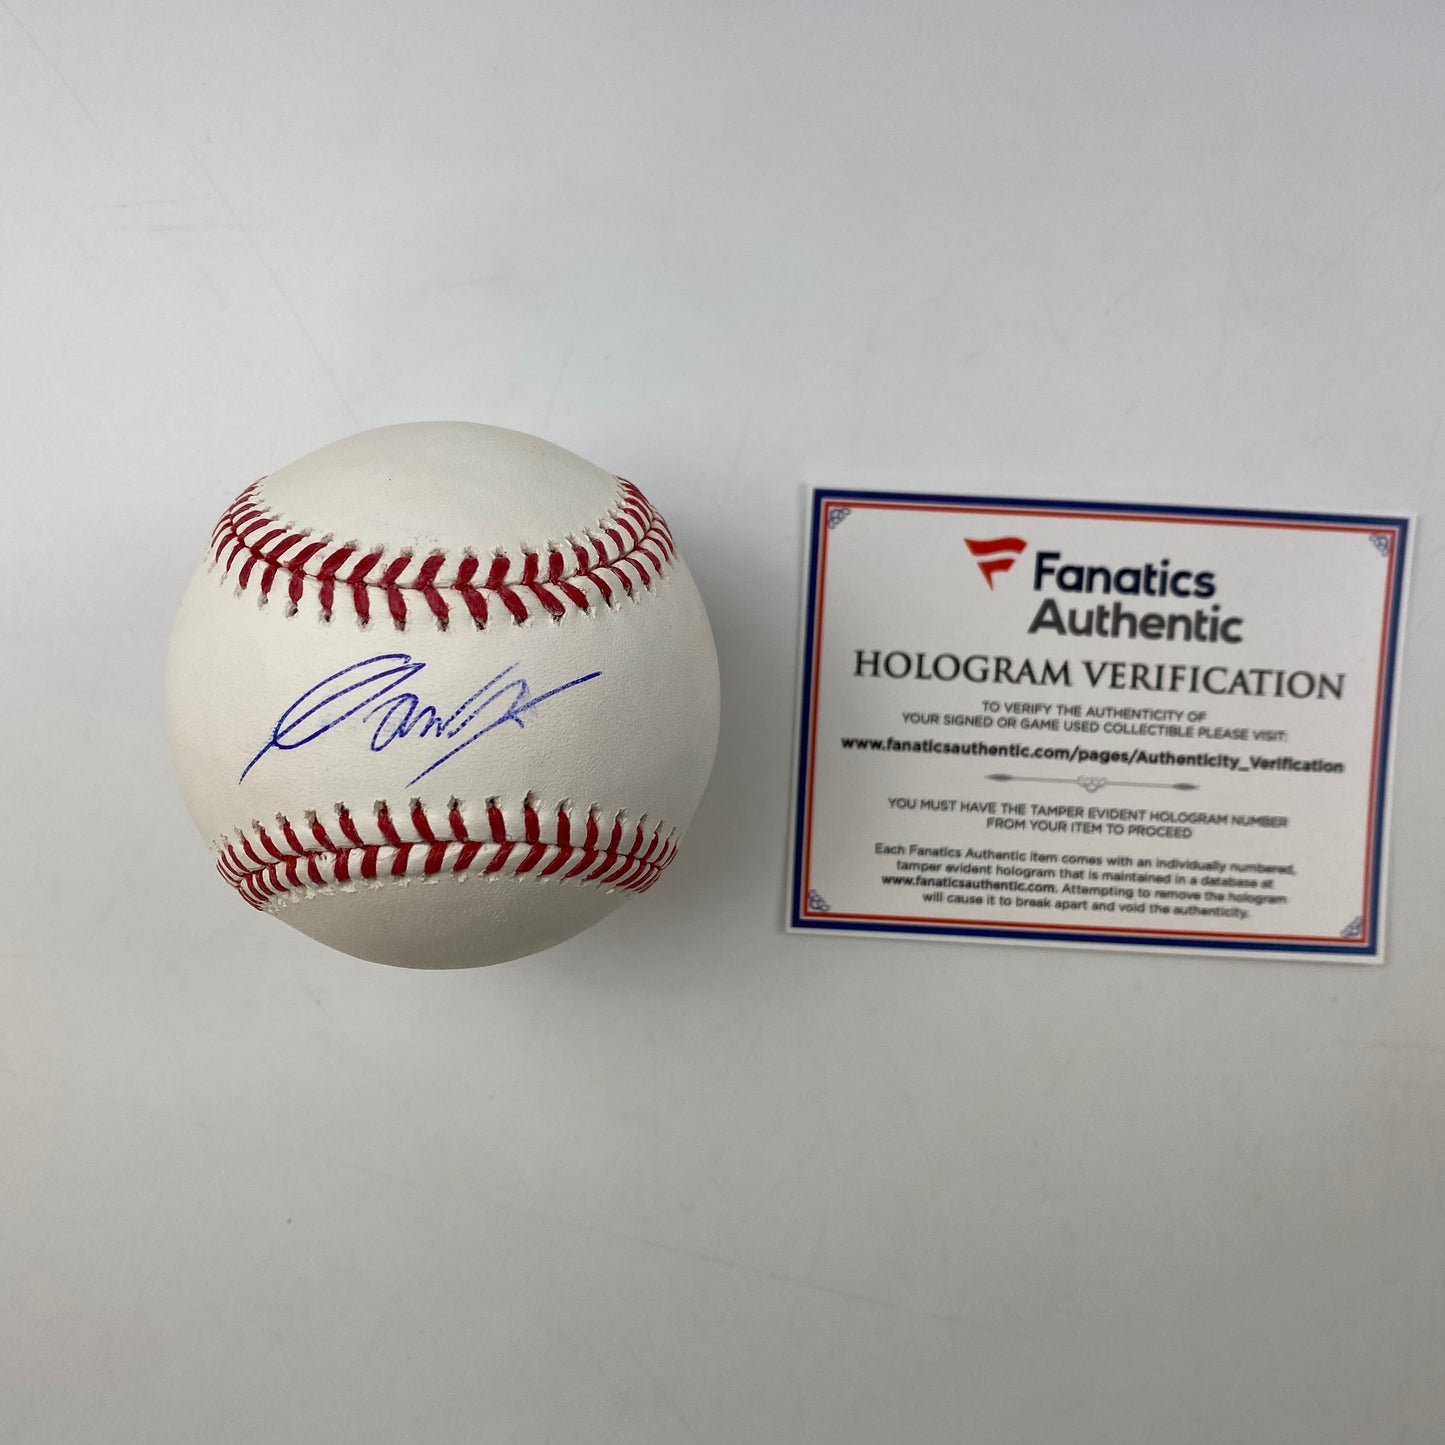 Fanatics
Authentic
HOLOGRAM VERIFICATION
TO VERIFY THE AUTHENTICITY OF
YOUR SIGNED OR GAME USED COLLECTIBLE PLEASE VISIT:
www.fanaticsauthentic.com/pages/Authenticity_Verification
YOU MUST HAVE THE TAMPER EVIDENT HOLOGRAM NUMBER
FROM YOUR ITEM TO PROCEED
Each Fanatics Authentic item comes with an individually numbered,
tamper evident hologram that is maintained in a database at
www.fanaticsauthentic.com. Attempting to remove the hologram
will cause it to break apart and void the authenticity.